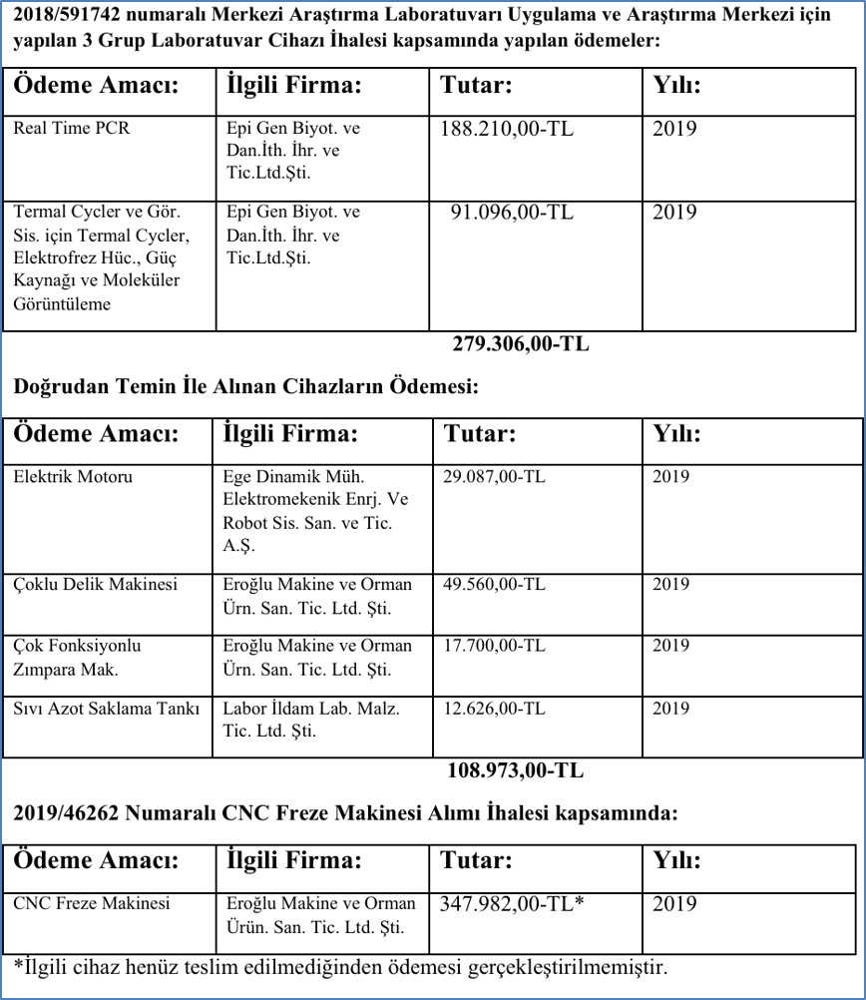 2018/591742 numaralı Merkezi Araştırma Laboratuvarı Uygulama ve Araştırma Merkezi için
yapılan 3 Grup Laboratuvar Cihazı İhalesi kapsamında yapılan ödemeler:
Ödeme Amacı: İlgili Firma: Tutar: Yılı:
Real Time PCR Epi Gen Biyot. ve 188.210,00-TL 2019
Dan.İth. İhr. ve
Tic.Ltd.Şti.
Termal Cycler ve Gör. Epi Gen Biyot. ve 91.096,00-TL 2019
Sis. için Termal Cycler, Dan.İth. İhr. ve
Elektrofrez Hüc., Güç Tic.Ltd.Şti.
Kaynağı ve Moleküler
Görüntüleme
279.306,00-TL
Doğrudan Temin İle Alınan Cihazların Ödemesi:
Ödeme Amacı: İlgili Firma: Tutar: Yılı:
Elektrik Motoru Ege Dinamik Müh. 29.087,00-TL 2019
Elektromekenik Enrj. Ve
Robot Sis. San. ve Tic.
A.Ş.
Çoklu Delik Makinesi Eroğlu Makine ve Orman 49.560,00-TL 2019
Ürn. San. Tic. Ltd. Şti.
Çok Fonksiyonlu Eroğlu Makine ve Orman 17.700,00-TL 2019
Zımpara Mak. Ürn. San. Tic. Ltd. Şti.
Sıvı Azot Saklama Tankı Labor İldam Lab. Malz. 12.626,00-TL 2019
Tic. Ltd. Şti.
108.973,00-TL
2019/46262 Numaralı CNC Freze Makinesi Alımı İhalesi kapsamında:
Ödeme Amacı: İlgili Firma: Tutar: Yılı:
CNC Freze Makinesi Eroğlu Makine ve Orman 347.982,00-TL* 2019
Ürün. San. Tic. Ltd. Şti.
*İlgili cihaz henüz teslim edilmediğinden ödemesi gerçekleştirilmemiştir.